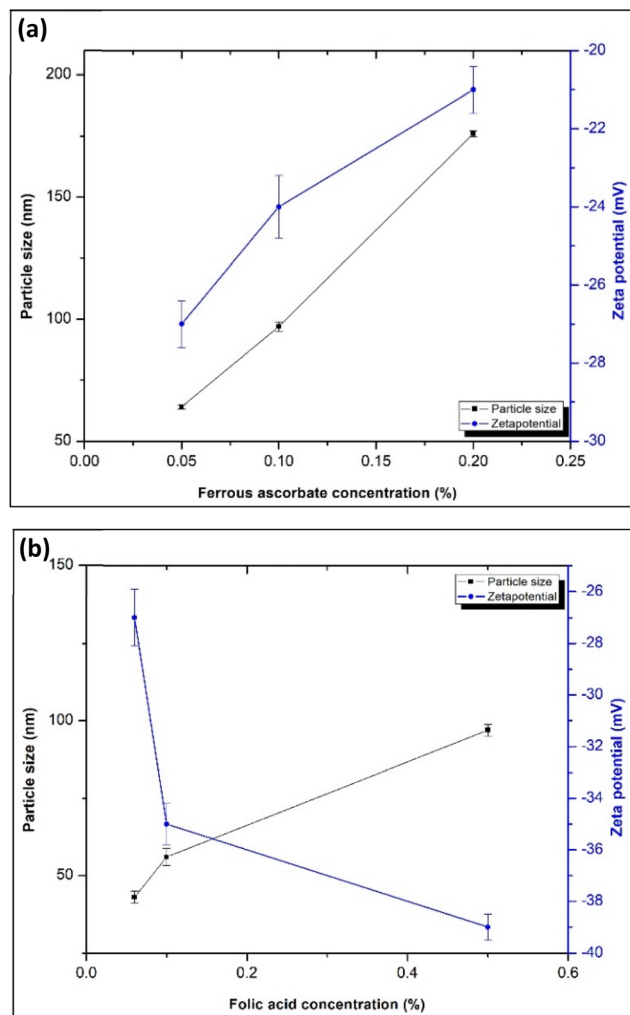 (a)
200
150
100
50
Particle size (nm)
0.00 0.05 0.10 0.15 0.20 0.25
Ferrous ascorbate concentration (%)
-20
-22
-24
-26
-28
-30
Zeta potential (mV)
Particle size
Zetapotential
(b)
150
100
50
Particle size (nm)
0.0 0.2 0.4 0.6
Folic acid concentration (%)
-26
-28
-30
-32
-34
-36
-38
-40
Zeta potential (mV)
Particle size
Zetapotential